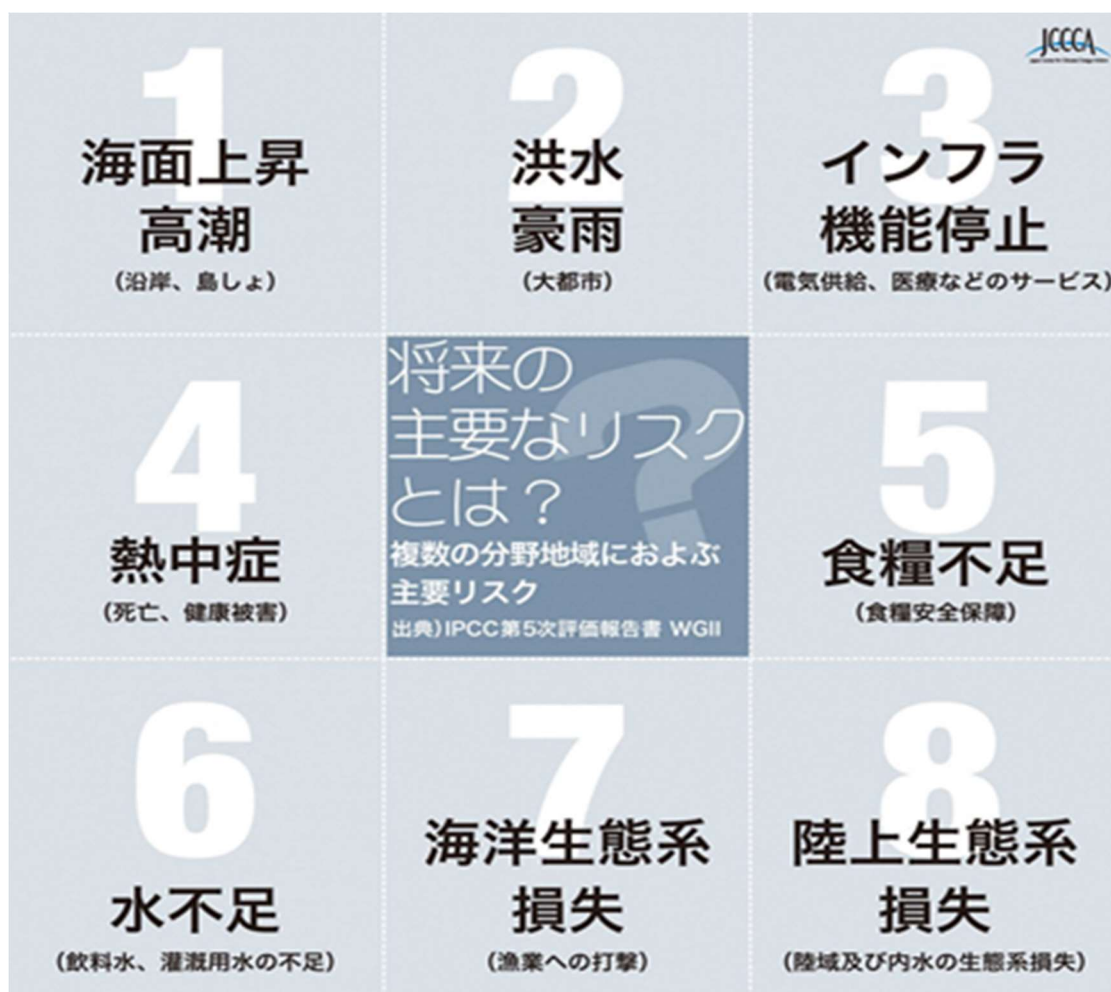 JCCCA
1
海面上昇
高潮
(沿岸、島しょ)
2
洪水
豪雨
(大都市)
3
インフラ
機能停止
(電気供給、医療などのサービス)
4
熱中症
(死亡、健康被害)
将来の
主要なリスク
とは?
複数の分野地域におよぶ
主要リスク
出典)IPCC第5次評価報告書 WGII
5
食糧不足
(食糧安全保障)
6
水不足
(飲料水、灌漑用水の不足)
7
海洋生態系
損失
(漁業への打撃)
8
陸上生態系
損失
(陸域及び内水の生態系損失)